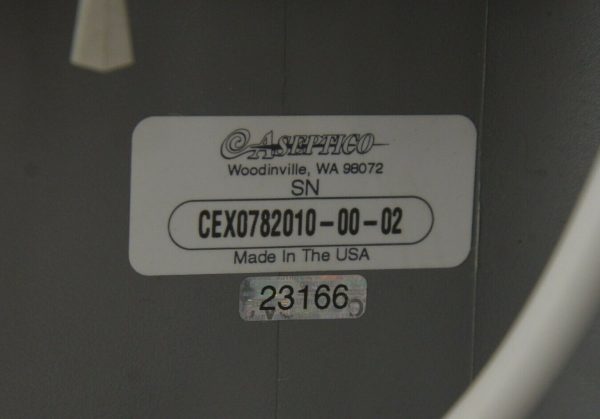 ASEPTICO
Woodinville, WA 98072
SN
CEX0782010-00-02
Made In The USA
23166